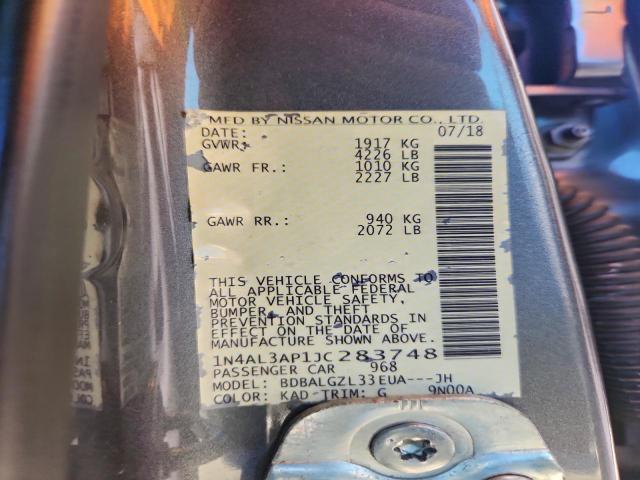 MFD BY NISSAN MOTOR CO., LTD.
DATE: 07/18
GVWR: 1917 KG
4226 LB
GAWR FR.: 1010 KG
2227 LB
GAWR RR.: 940 KG
2072 LB
THIS VEHICLE CONFORMS TO
ALL APPLICABLE FEDERAL
MOTOR VEHICLE SAFETY,
BUMPER, AND THEFT
PREVENTION STANDARDS IN
EFFECT ON THE DATE OF
MANUFACTURE SHOWN ABOVE.
1N4AL3AP1JC283748
PASSENGER CAR 968
MODEL: BDBALGZL33EUA---JH
COLOR: KAD-TRIM: G 9N00A